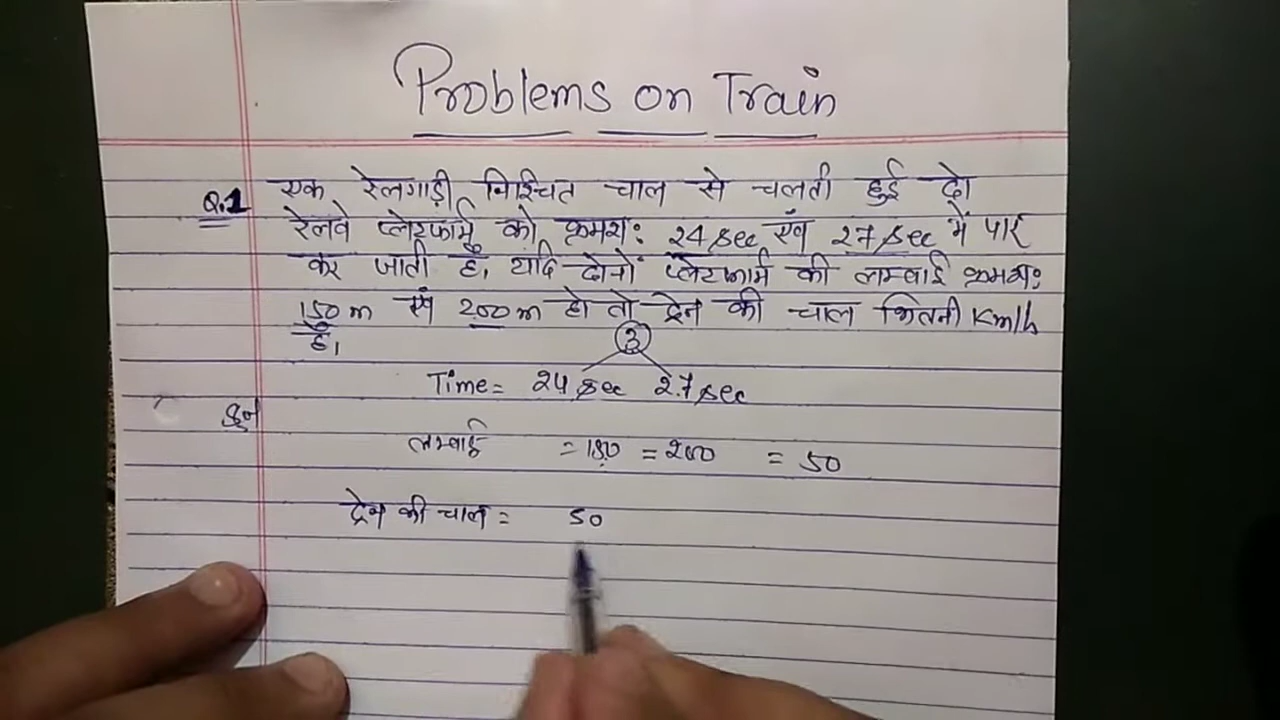 Problems on Train
Q.1 एक रेलगाड़ी निश्चित चाल से चलती हुई दो
रेलवे प्लेटफार्म को क्रमशः 24 sec एवं 27 sec में पार
कर जाती है, यदि दोनों प्लेटफार्म की लम्बाई क्रमशः
150 m एवं 200 m हो तो ट्रेन की चाल कितनी Km/h
है,
3
Time = 24 sec 27 sec
लम्बाई = 150 = 200 = 50
ट्रेन की चाल = 50